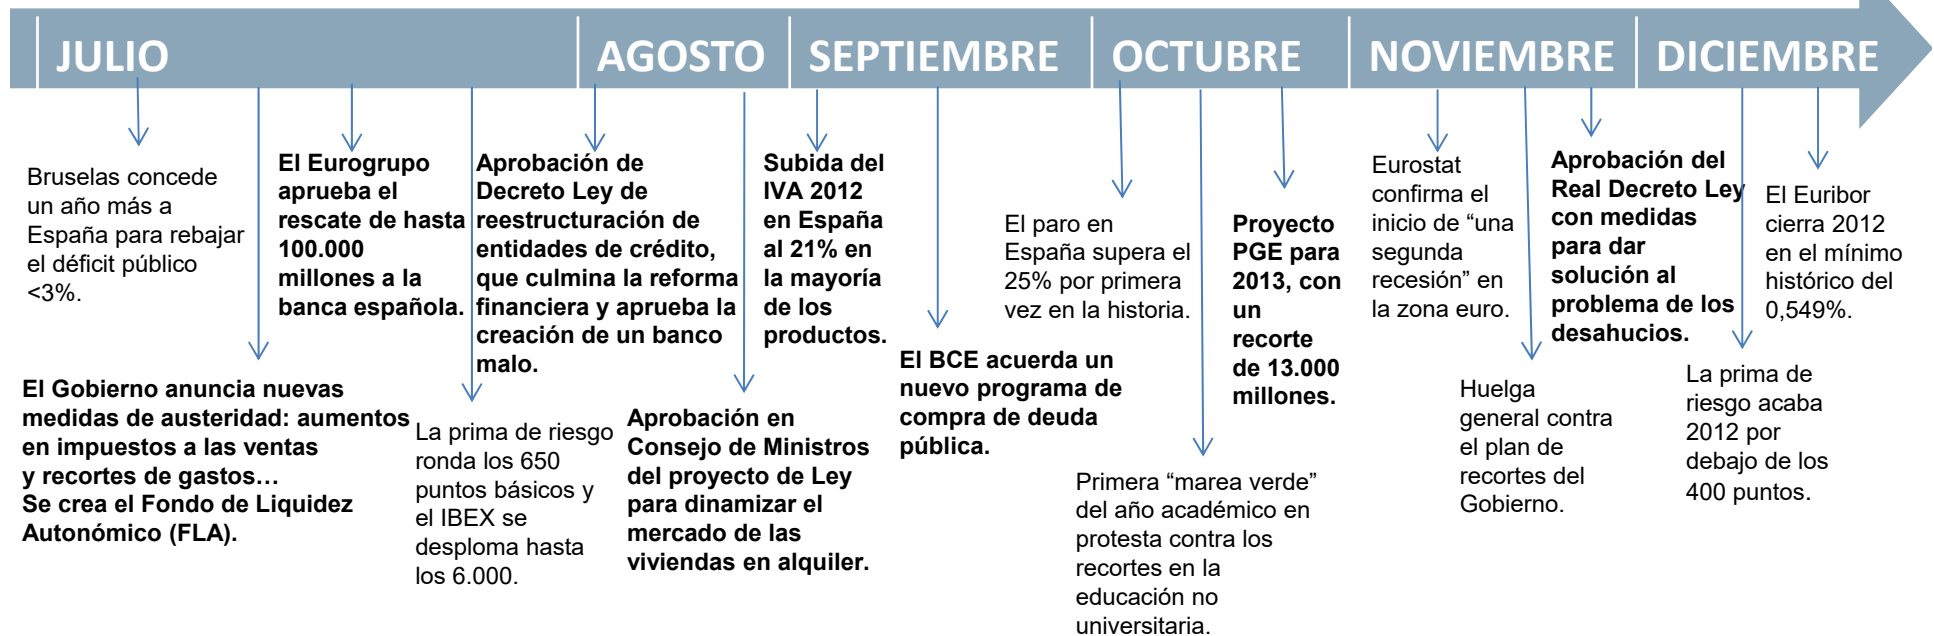 JULIO
AGOSTO
SEPTIEMBRE
OCTUBRE
NOVIEMBRE
DICIEMBRE
Bruselas concede
un año más a
España para rebajar
el déficit público
<3%.
El Gobierno anuncia nuevas
medidas de austeridad: aumentos
en impuestos a las ventas
y recortes de gastos…
Se crea el Fondo de Liquidez
Autonómico (FLA).
El Eurogrupo
aprueba el
rescate de hasta
100.000
millones a la
banca española.
La prima de riesgo
ronda los 650
puntos básicos y
el IBEX se
desploma hasta
los 6.000.
Aprobación de
Decreto Ley de
reestructuración de
entidades de crédito,
que culmina la reforma
financiera y aprueba la
creación de un banco
malo.
Aprobación en
Consejo de Ministros
del proyecto de Ley
para dinamizar el
mercado de las
viviendas en alquiler.
Subida del
IVA 2012
en España
al 21% en
la mayoría
de los
productos.
El BCE acuerda un
nuevo programa de
compra de deuda
pública.
El paro en
España supera el
25% por primera
vez en la historia.
Primera “marea verde”
del año académico en
protesta contra los
recortes en la
educación no
universitaria.
Proyecto
PGE para
2013, con
un
recorte
de 13.000
millones.
Eurostat
confirma el
inicio de “una
segunda
recesión” en
la zona euro.
Huelga
general contra
el plan de
recortes del
Gobierno.
Aprobación del
Real Decreto Ley
con medidas
para dar
solución al
problema de los
desahucios.
La prima de
riesgo acaba
2012 por
debajo de los
400 puntos.
El Euribor
cierra 2012
en el mínimo
histórico del
0,549%.